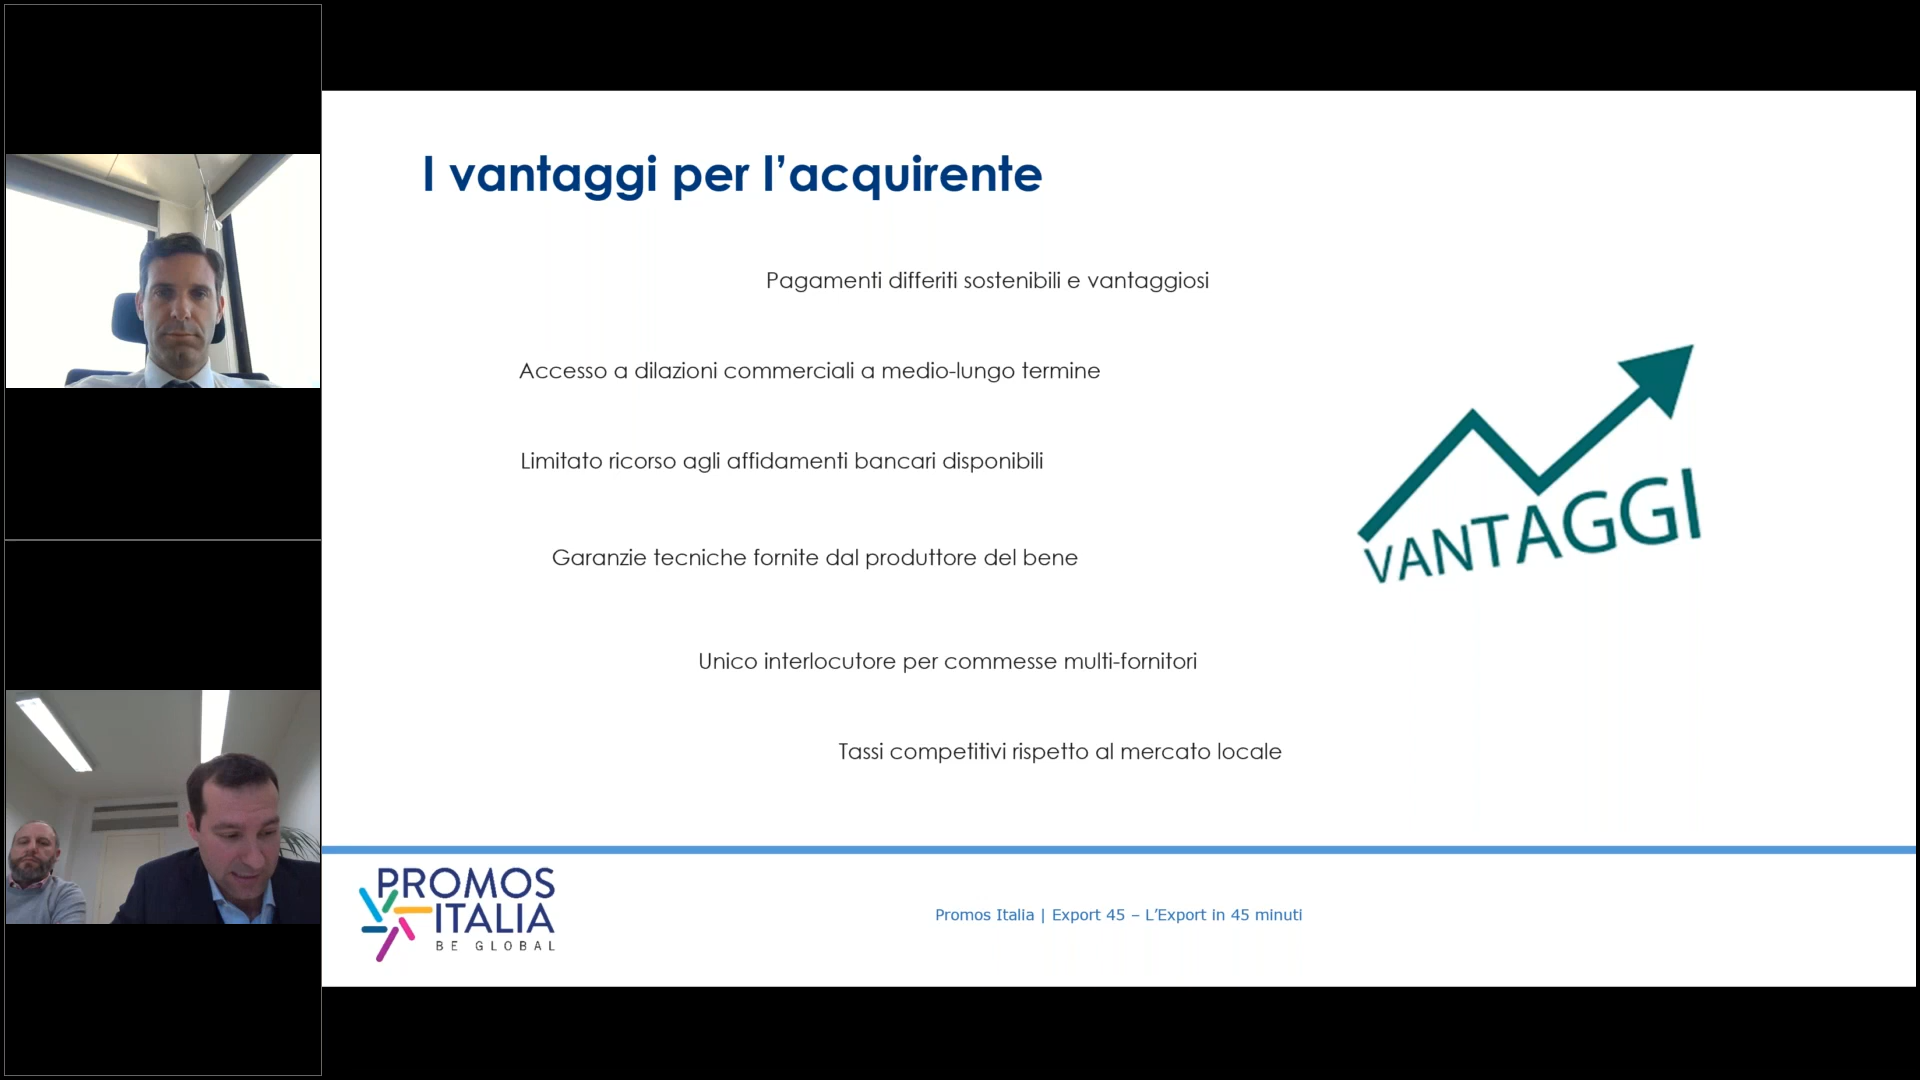 I vantaggi per l’acquirente
Pagamenti differiti sostenibili e vantaggiosi
Accesso a dilazioni commerciali a medio-lungo termine
Limitato ricorso agli affidamenti bancari disponibili
Garanzie tecniche fornite dal produttore del bene
Unico interlocutore per commesse multi-fornitori
Tassi competitivi rispetto al mercato locale
VANTAGGI
PROMOS
ITALIA
BE GLOBAL
Promos Italia | Export 45 – L’Export in 45 minuti